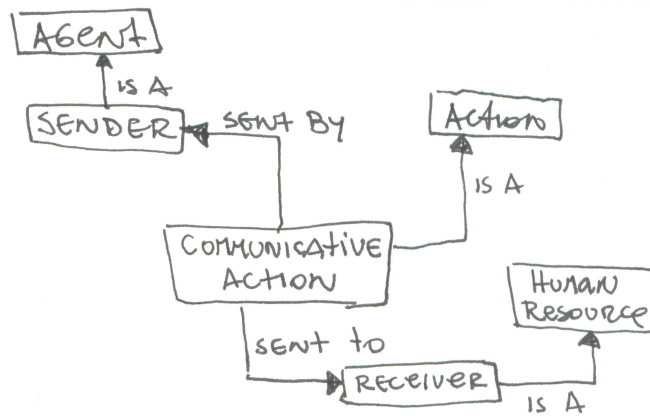 AGENT
IS A
SENDER
SENT BY
ACTION
IS A
COMMUNICATIVE
ACTION
HUMAN
RESOURCE
SENT TO
RECEIVER
IS A